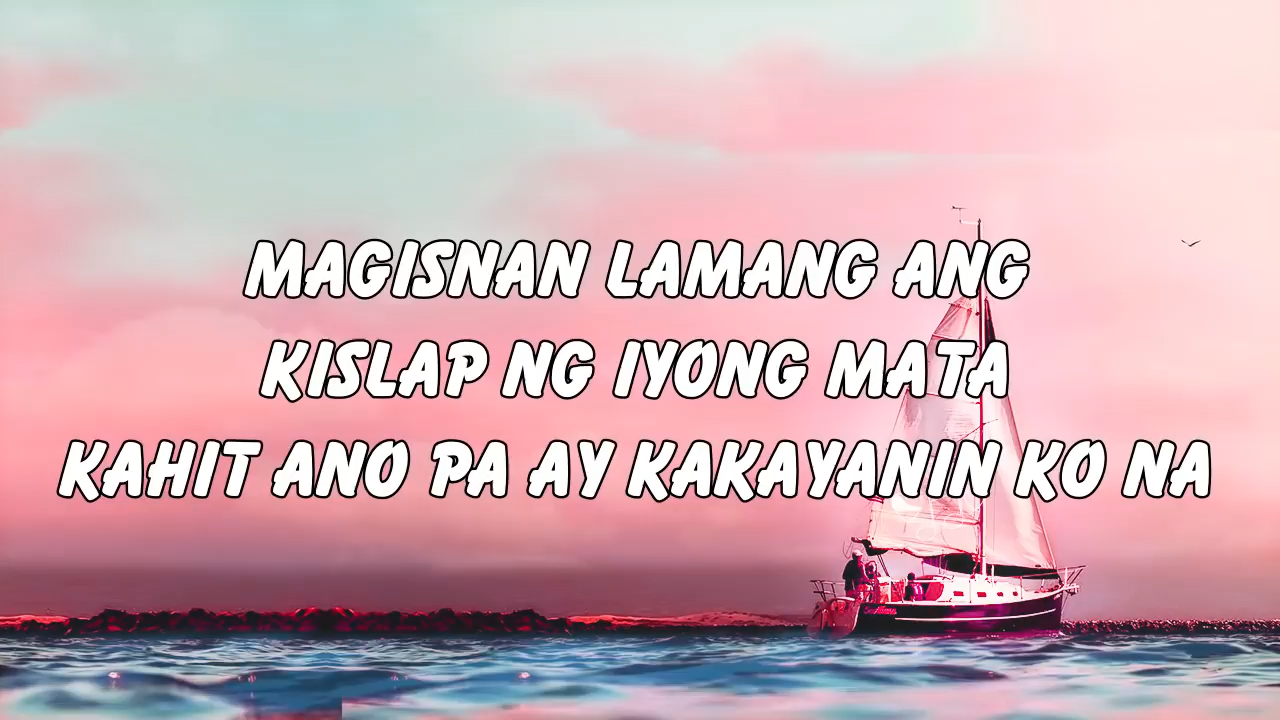 MAGISNAN LAMANG ANG
KISLAP NG IYONG MATA
KAHIT ANO PA AY KAKAYANIN KO NA